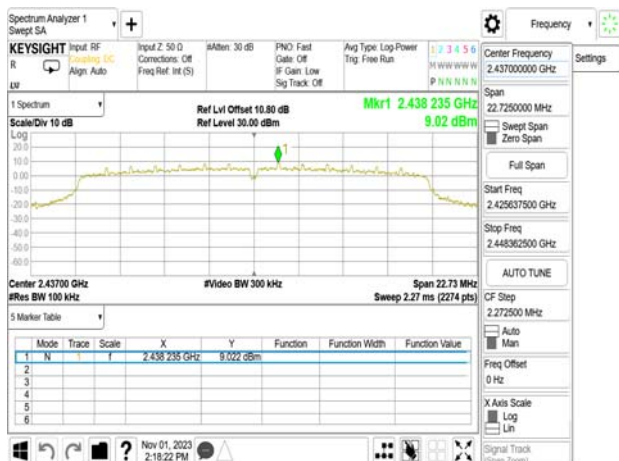 Spectrum Analyzer 1
Swept SA
+
Frequency
KEYSIGHT
R
Input: RF
Coupling: DC
Align: Auto
Input Z: 50 Ω
Corrections: Off
Freq Ref: Int (S)
#Atten: 30 dB
PNO: Fast
Gate: Off
IF Gain: Low
Sig Track: Off
Avg Type: Log-Power
Trig: Free Run
1 2 3 4 5 6
M W W W W W
P N N N N N
Settings
Center Frequency
2.437000000 GHz
Span
22.7250000 MHz
Swept Span
Zero Span
Full Span
Start Freq
2.425637500 GHz
Stop Freq
2.448362500 GHz
AUTO TUNE
CF Step
2.272500 MHz
Auto
Man
Freq Offset
0 Hz
X Axis Scale
Log
Lin
Signal Track
(Span Zoom)
1 Spectrum
Scale/Div 10 dB
Ref Lvl Offset 10.80 dB
Ref Level 30.00 dBm
Mkr1 2.438 235 GHz
9.02 dBm
Log
20.0
10.0
0.00
-10.0
-20.0
-30.0
-40.0
-50.0
-60.0
1
Center 2.43700 GHz
#Res BW 100 kHz
#Video BW 300 kHz
Span 22.73 MHz
Sweep 2.27 ms (2274 pts)
5 Marker Table
Mode Trace Scale X Y Function Function Width Function Value
1 N 1 f 2.438 235 GHz 9.022 dBm
2
3
4
5
6
?
Nov 01, 2023
2:18:22 PM